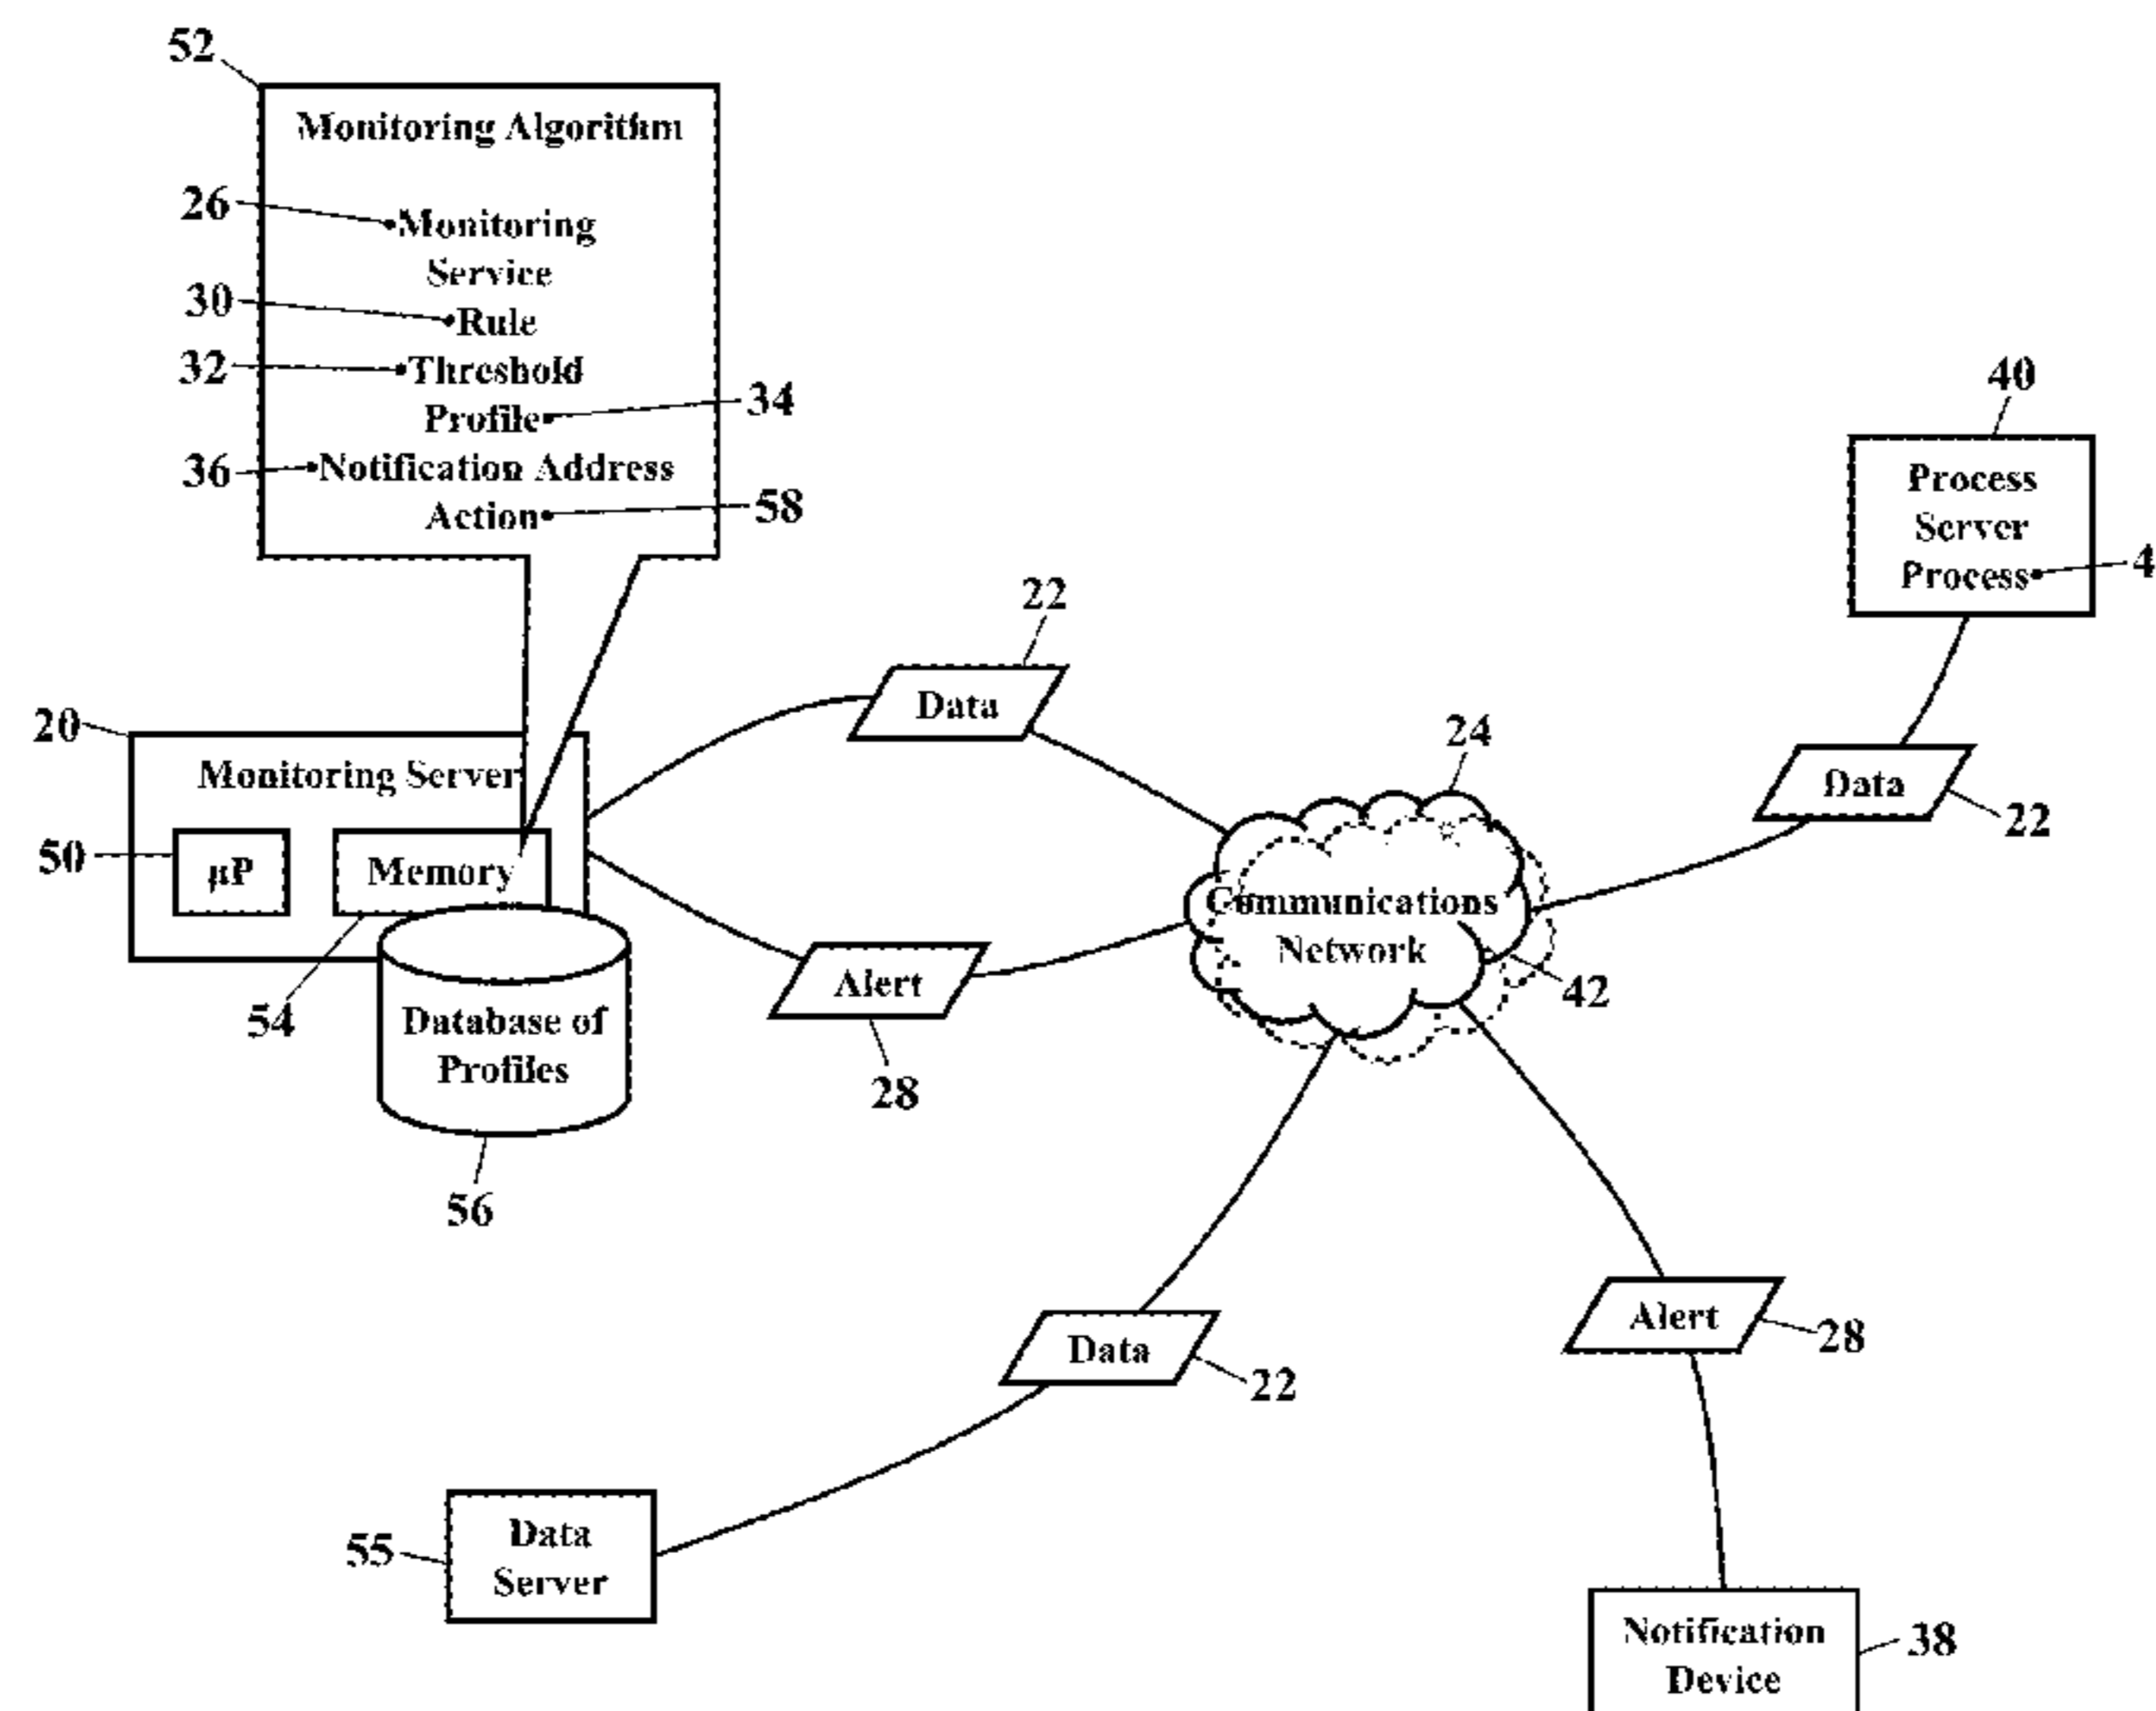 52
Monitoring Algorithm
26
•Monitoring
Service
30
•Rule
32
•Threshold
Profile•
34
36
•Notification Address
Action•
58
40
Process
Server
Process•
4
22
Data
20
Monitoring Server
24
Data
22
50
µP
Memory
Communications
Network
42
54
Alert
28
Database of
Profiles
56
Data
22
Alert
28
55
Data
Server
Notification
Device
38